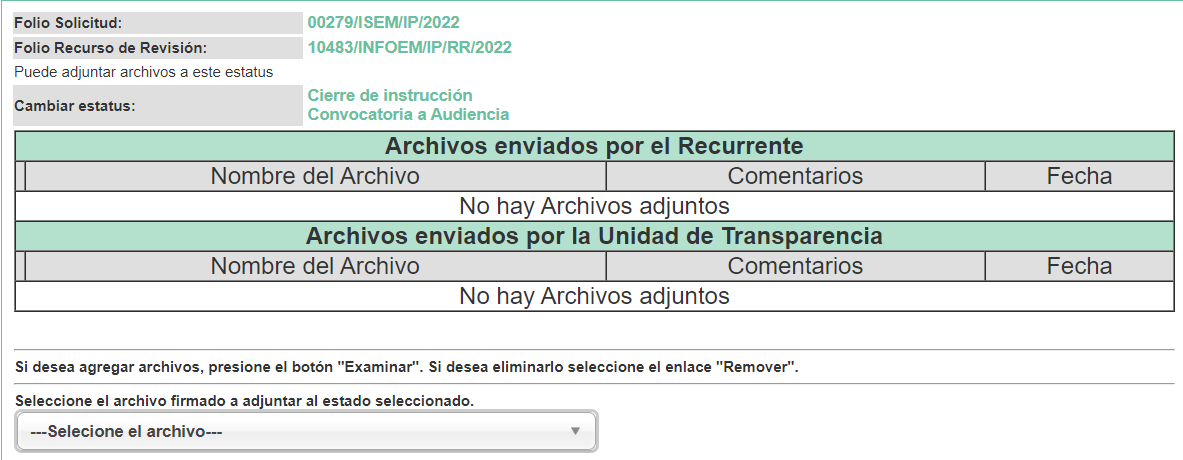 Folio Solicitud: 00279/ISEM/IP/2022
Folio Recurso de Revisión: 10483/INFOEM/IP/RR/2022
Puede adjuntar archivos a este estatus
Cambiar estatus: Cierre de instrucción
Convocatoria a Audiencia
Archivos enviados por el Recurrente
Nombre del Archivo Comentarios Fecha
No hay Archivos adjuntos
Archivos enviados por la Unidad de Transparencia
Nombre del Archivo Comentarios Fecha
No hay Archivos adjuntos
Si desea agregar archivos, presione el botón "Examinar". Si desea eliminarlo seleccione el enlace "Remover".
Seleccione el archivo firmado a adjuntar al estado seleccionado.
---Selecione el archivo---